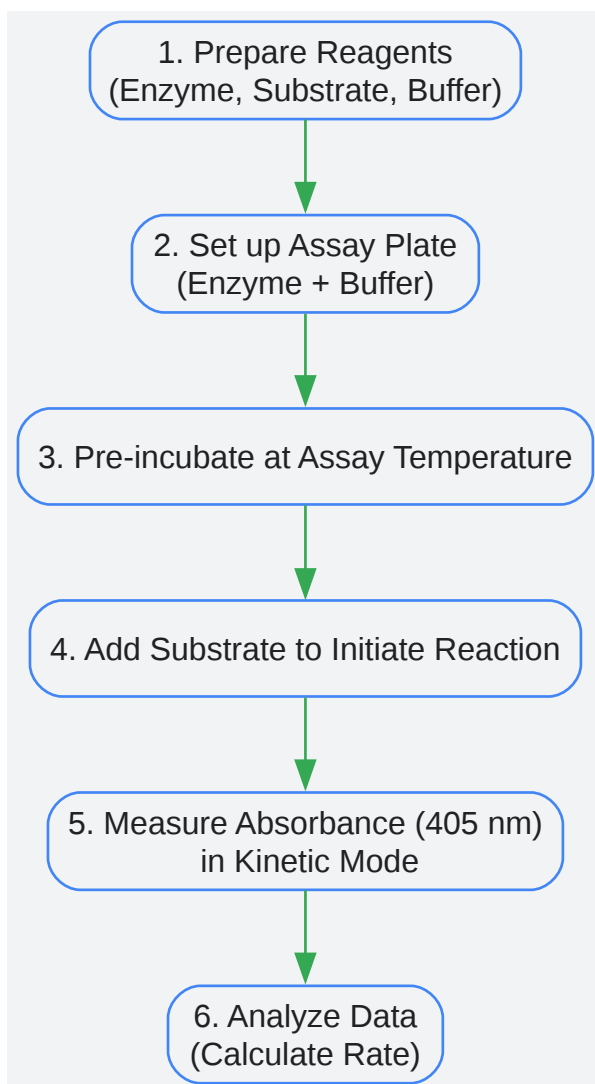 1. Prepare Reagents
(Enzyme, Substrate, Buffer)
2. Set up Assay Plate
(Enzyme + Buffer)
3. Pre-incubate at Assay Temperature
4. Add Substrate to Initiate Reaction
5. Measure Absorbance (405 nm)
in Kinetic Mode
6. Analyze Data
(Calculate Rate)